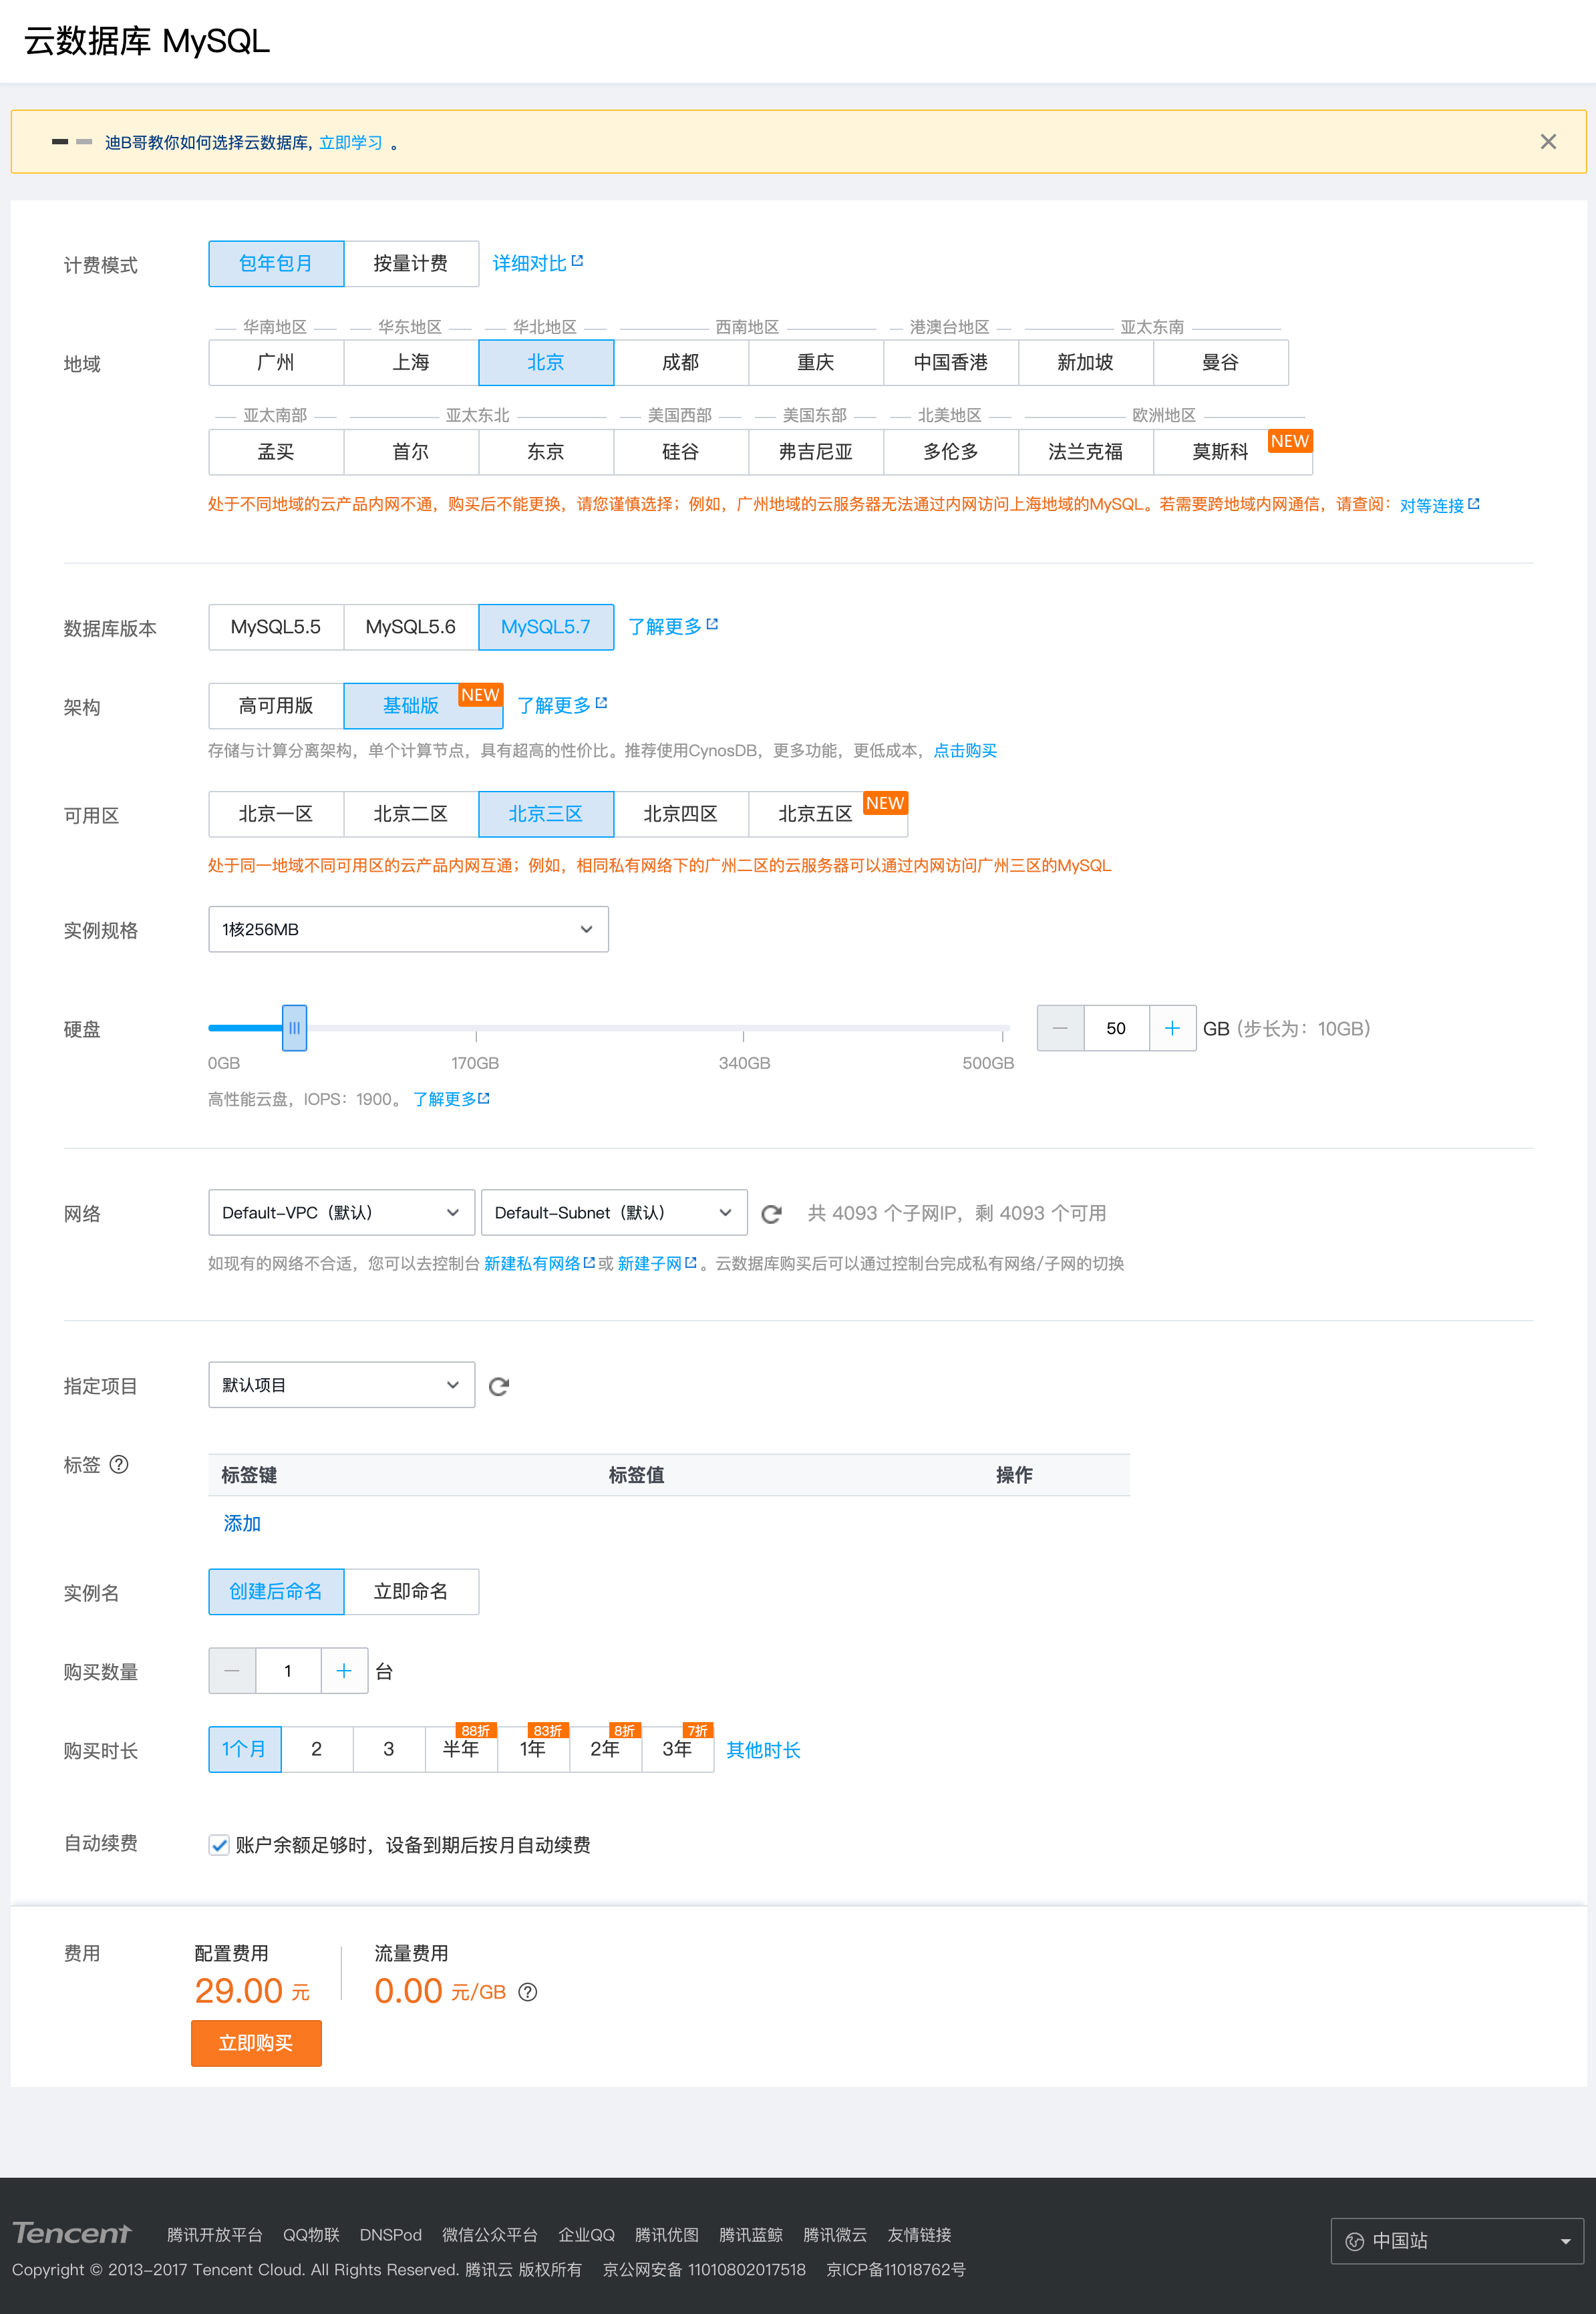 云数据库 MySQL
迪B哥教你如何选择云数据库, 立即学习 。
计费模式 包年包月 按量计费 详细对比
华南地区 华东地区 华北地区 西南地区 港澳台地区 亚太东南
地域 广州 上海 北京 成都 重庆 中国香港 新加坡 曼谷
亚太南部 亚太东北 美国西部 美国东部 北美地区 欧洲地区
孟买 首尔 东京 硅谷 弗吉尼亚 多伦多 法兰克福 莫斯科 NEW
处于不同地域的云产品内网不通，购买后不能更换，请您谨慎选择；例如，广州地域的云服务器无法通过内网访问上海地域的MySQL。若需要跨地域内网通信，请查阅：对等连接
数据库版本 MySQL5.5 MySQL5.6 MySQL5.7 了解更多
架构 高可用版 基础版 NEW 了解更多
存储与计算分离架构，单个计算节点，具有超高的性价比。推荐使用CynosDB，更多功能，更低成本，点击购买
可用区 北京一区 北京二区 北京三区 北京四区 北京五区 NEW
处于同一地域不同可用区的云产品内网互通；例如，相同私有网络下的广州二区的云服务器可以通过内网访问广州三区的MySQL
实例规格 1核256MB
硬盘 50 GB (步长为：10GB)
0GB 170GB 340GB 500GB
高性能云盘，IOPS：1900。 了解更多
网络 Default-VPC（默认） Default-Subnet（默认） 共 4093 个子网IP，剩 4093 个可用
如现有的网络不合适，您可以去控制台 新建私有网络 或 新建子网 。云数据库购买后可以通过控制台完成私有网络/子网的切换
指定项目 默认项目
标签 标签键 标签值 操作
添加
实例名 创建后命名 立即命名
购买数量 1 台
88折 83折 8折 7折
购买时长 1个月 2 3 半年 1年 2年 3年 其他时长
自动续费 账户余额足够时，设备到期后按月自动续费
费用 配置费用 流量费用
29.00 元 0.00 元/GB
立即购买
Tencent 腾讯开放平台 QQ物联 DNSPod 微信公众平台 企业QQ 腾讯优图 腾讯蓝鲸 腾讯微云 友情链接
中国站
Copyright © 2013-2017 Tencent Cloud. All Rights Reserved. 腾讯云 版权所有 京公网安备 11010802017518 京ICP备11018762号